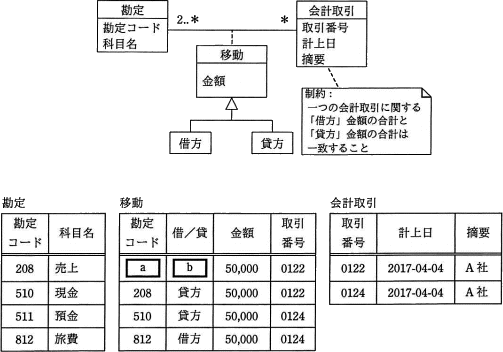 勘定
勘定コード
科目名
2..*
*
会計取引
取引番号
計上日
摘要
移動
金額
借方
貸方
制約：
一つの会計取引に関する
「借方」金額の合計と
「貸方」金額の合計は
一致すること
勘定
勘定コード 科目名
208 売上
510 現金
511 預金
812 旅費
移動
勘定コード 借／貸 金額 取引番号
a b 50,000 0122
208 貸方 50,000 0122
510 貸方 50,000 0124
812 借方 50,000 0124
会計取引
取引番号 計上日 摘要
0122 2017-04-04 A社
0124 2017-04-04 A社